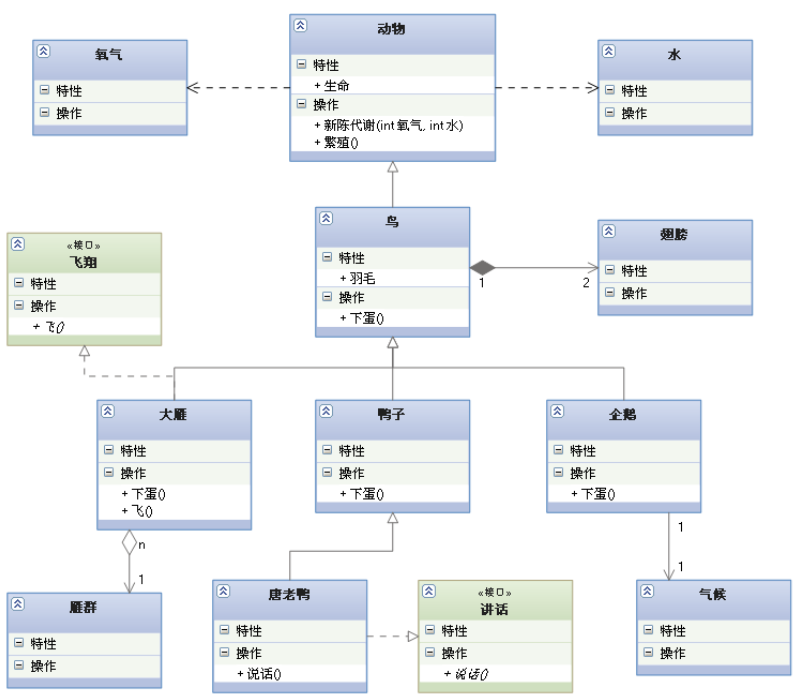 动物
特性
+ 生命
操作
+ 新陈代谢(int 氧气, int 水)
+ 繁殖()
氧气
特性
操作
水
特性
操作
鸟
特性
+ 羽毛
操作
+ 下蛋()
1
2
翅膀
特性
操作
«接口»
飞翔
特性
操作
+ 飞()
大雁
特性
操作
+ 下蛋()
+ 飞()
鸭子
特性
操作
+ 下蛋()
企鹅
特性
操作
+ 下蛋()
n
1
1
1
雁群
特性
操作
唐老鸭
特性
操作
+ 说话()
«接口»
讲话
特性
操作
+ 说话()
气候
特性
操作